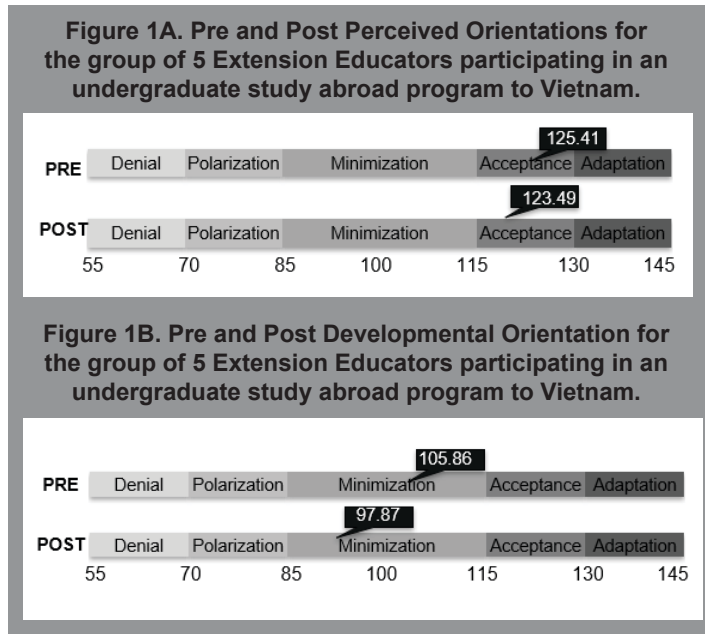 Figure 1A. Pre and Post Perceived Orientations for
the group of 5 Extension Educators participating in an
undergraduate study abroad program to Vietnam.
125.41
PRE Denial Polarization Minimization Acceptance Adaptation
123.49
POST Denial Polarization Minimization Acceptance Adaptation
55 70 85 100 115 130 145
Figure 1B. Pre and Post Developmental Orientation for
the group of 5 Extension Educators participating in an
undergraduate study abroad program to Vietnam.
105.86
PRE Denial Polarization Minimization Acceptance Adaptation
97.87
POST Denial Polarization Minimization Acceptance Adaptation
55 70 85 100 115 130 145